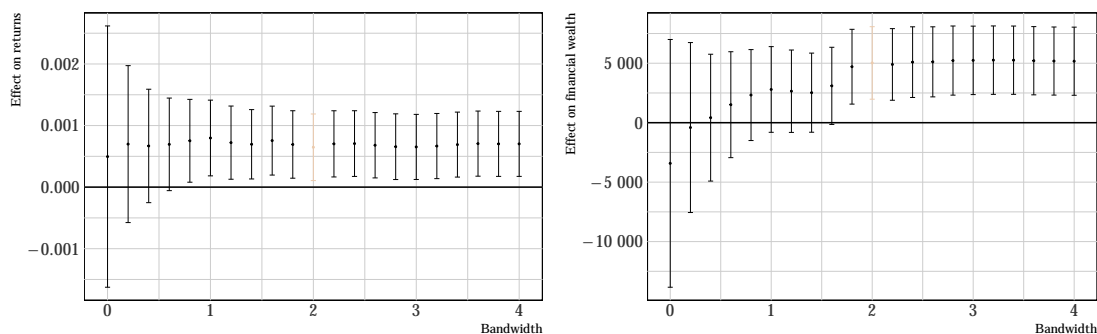 Effect on returns
0.002
0.001
0.000
−0.001
0 1 2 3 4
Bandwidth
Effect on financial wealth
5 000
0
−5 000
−10 000
0 1 2 3 4
Bandwidth